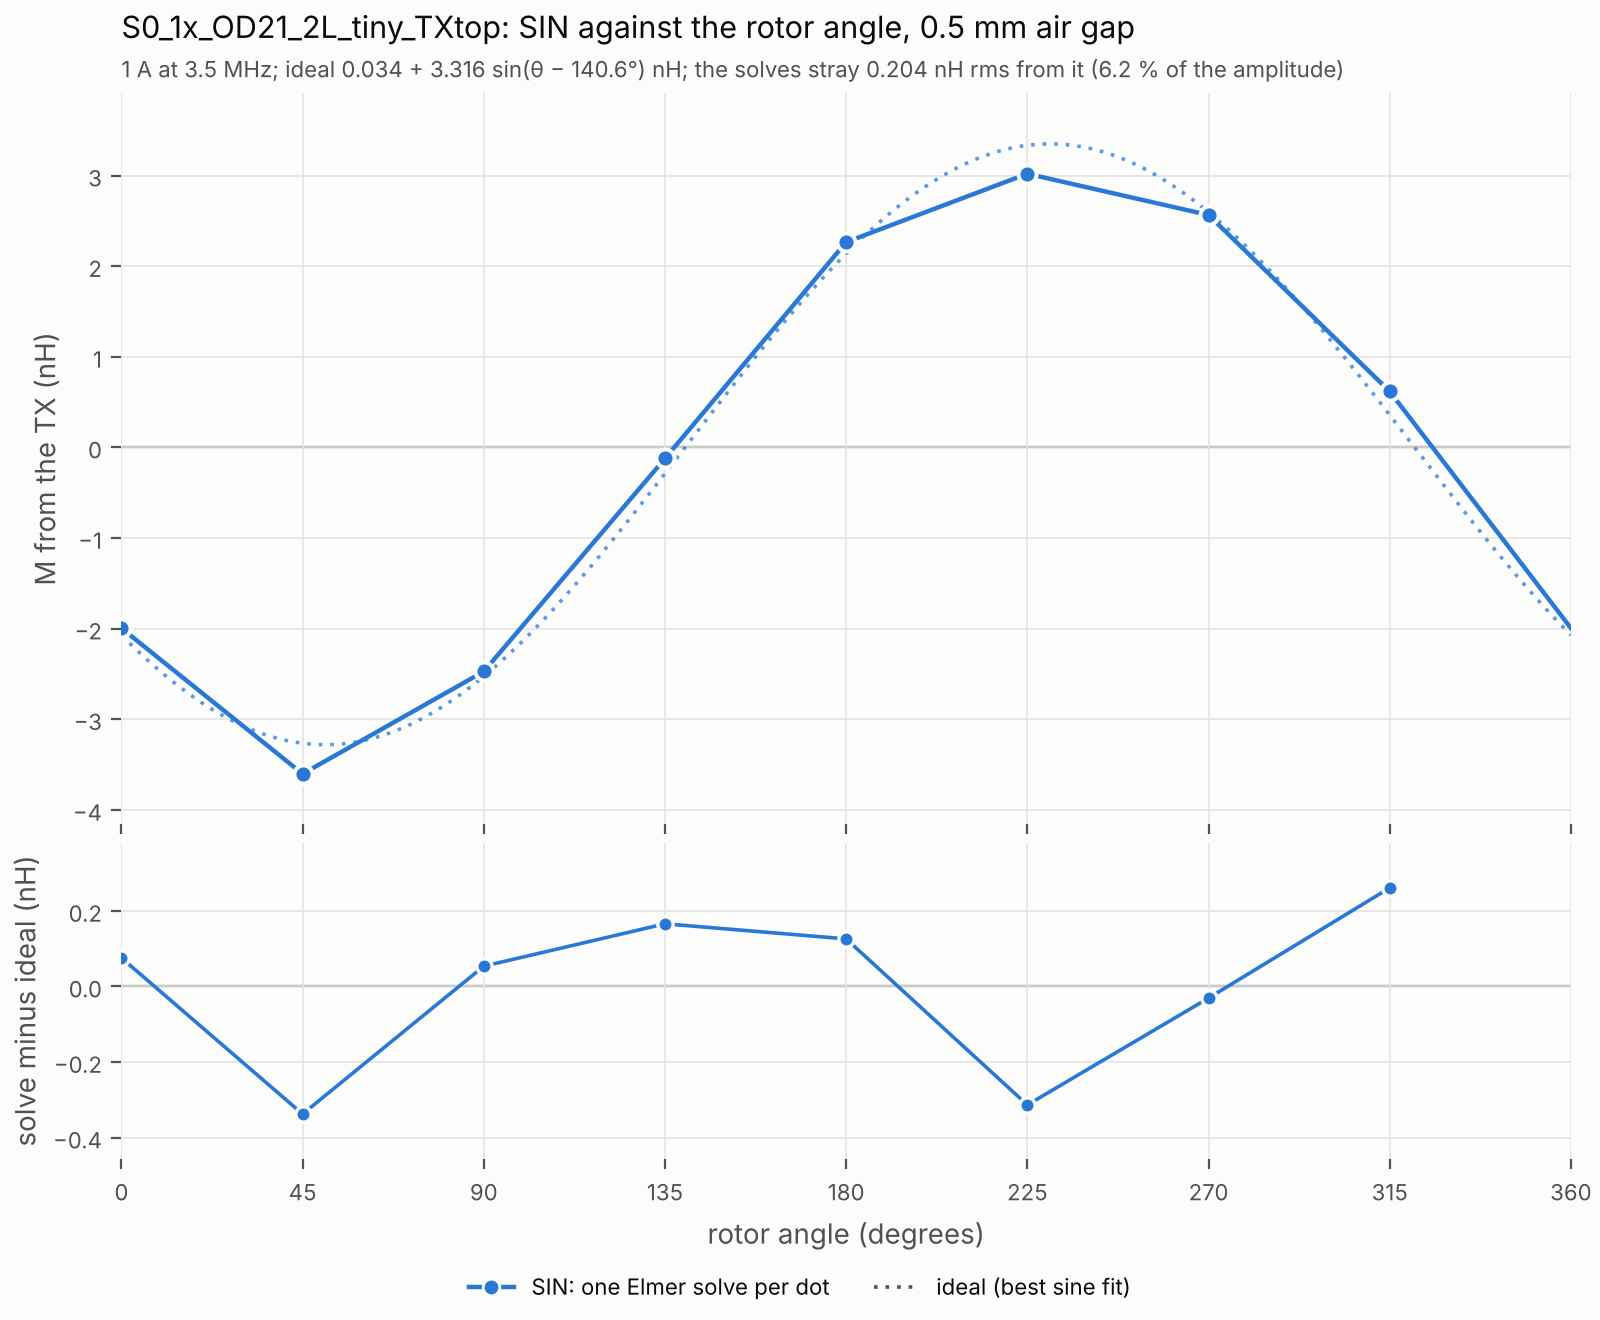 S0_1x_OD21_2L_tiny_TXtop: SIN against the rotor angle, 0.5 mm air gap
1 A at 3.5 MHz; ideal 0.034 + 3.316 sin(θ − 140.6°) nH; the solves stray 0.204 nH rms from it (6.2 % of the amplitude)
M from the TX (nH)
3
2
1
0
−1
−2
−3
−4
solve minus ideal (nH)
0.2
0.0
−0.2
−0.4
0 45 90 135 180 225 270 315 360
rotor angle (degrees)
SIN: one Elmer solve per dot ideal (best sine fit)